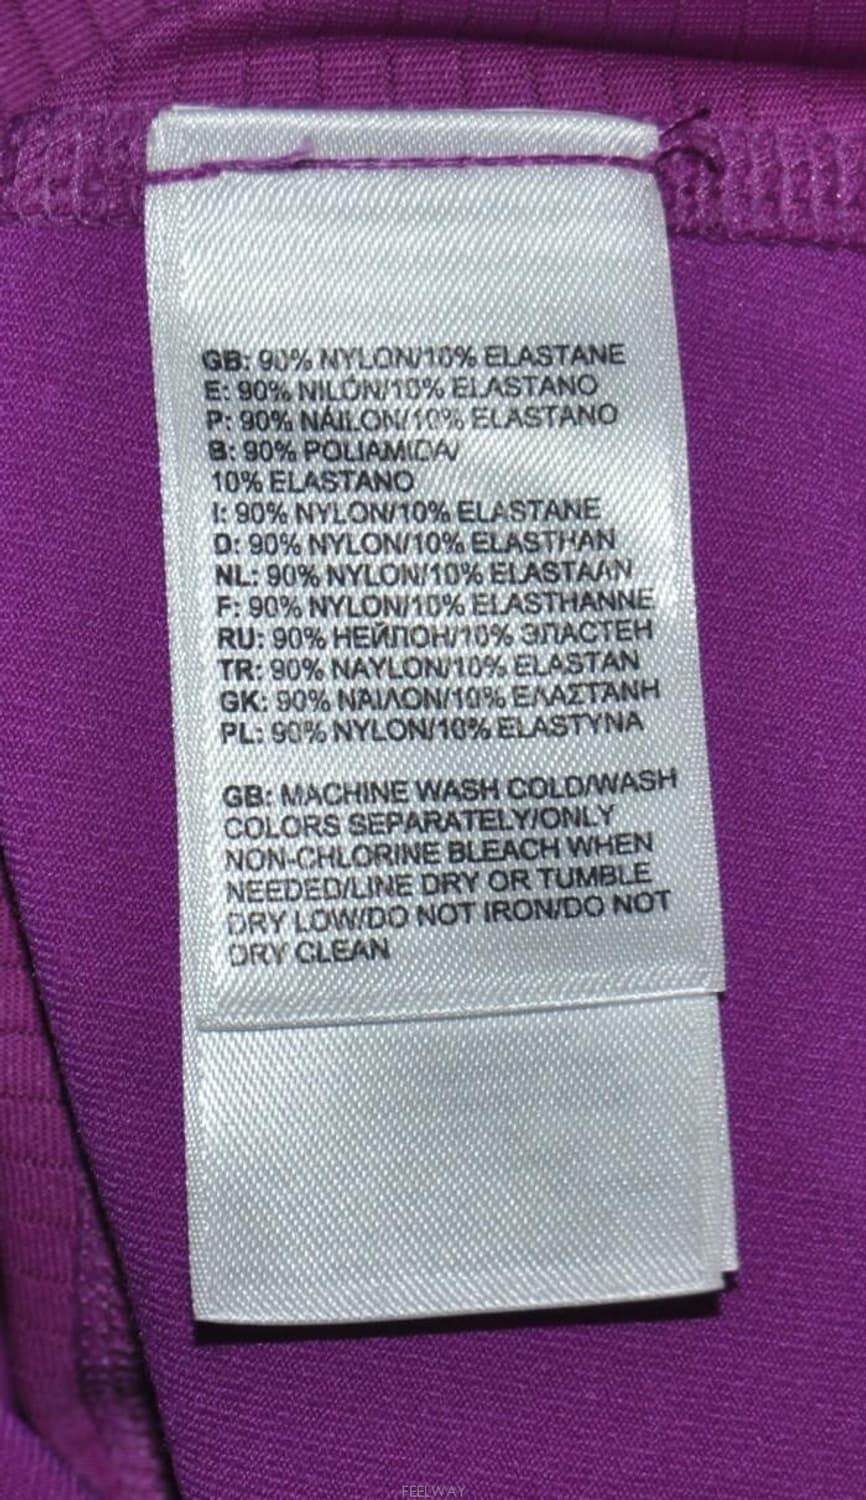 GB: 90% NYLON/10% ELASTANE
E: 90% NILÓN/10% ELASTANO
P: 90% NÁILON/10% ELASTANO
B: 90% POLIAMIDA/
10% ELASTANO
I: 90% NYLON/10% ELASTANE
D: 90% NYLON/10% ELASTHAN
NL: 90% NYLON/10% ELASTAAN
F: 90% NYLON/10% ELASTHANNE
RU: 90% НЕЙЛОН/10% ЭЛАСТЕН
TR: 90% NAYLON/10% ELASTAN
GK: 90% ΝΑΙΛΟΝ/10% ΕΛΑΣΤΑΝΗ
PL: 90% NYLON/10% ELASTYNA
GB: MACHINE WASH COLD/WASH
COLORS SEPARATELY/ONLY
NON-CHLORINE BLEACH WHEN
NEEDED/LINE DRY OR TUMBLE
DRY LOW/DO NOT IRON/DO NOT
DRY CLEAN
FEELWAY